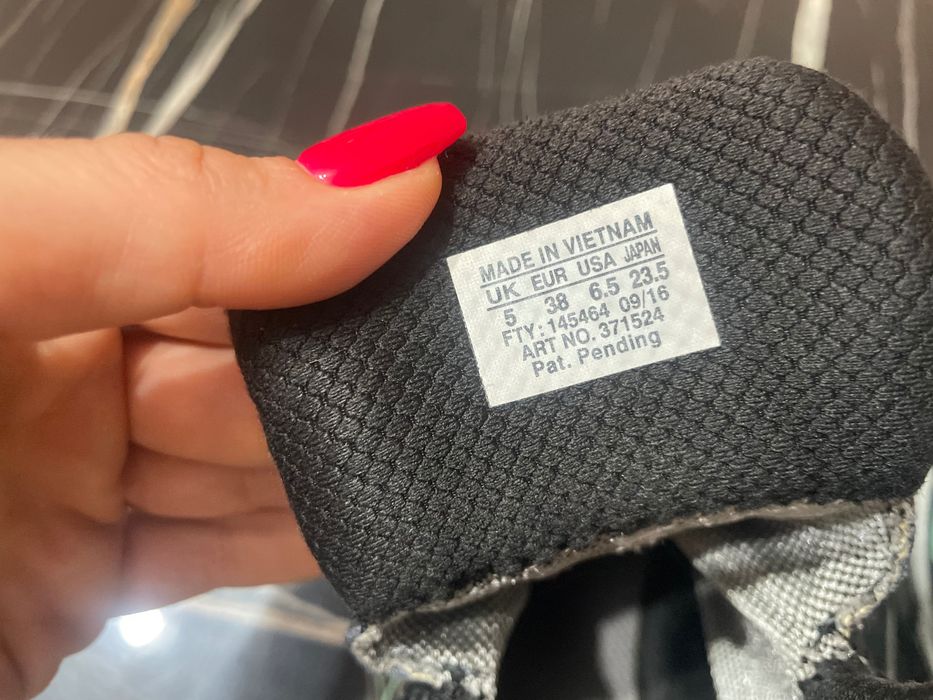 MADE IN VIETNAM
UK EUR USA JAPAN
5 38 6.5 23.5
FTY: 145464 09/16
ART NO. 371524
Pat. Pending